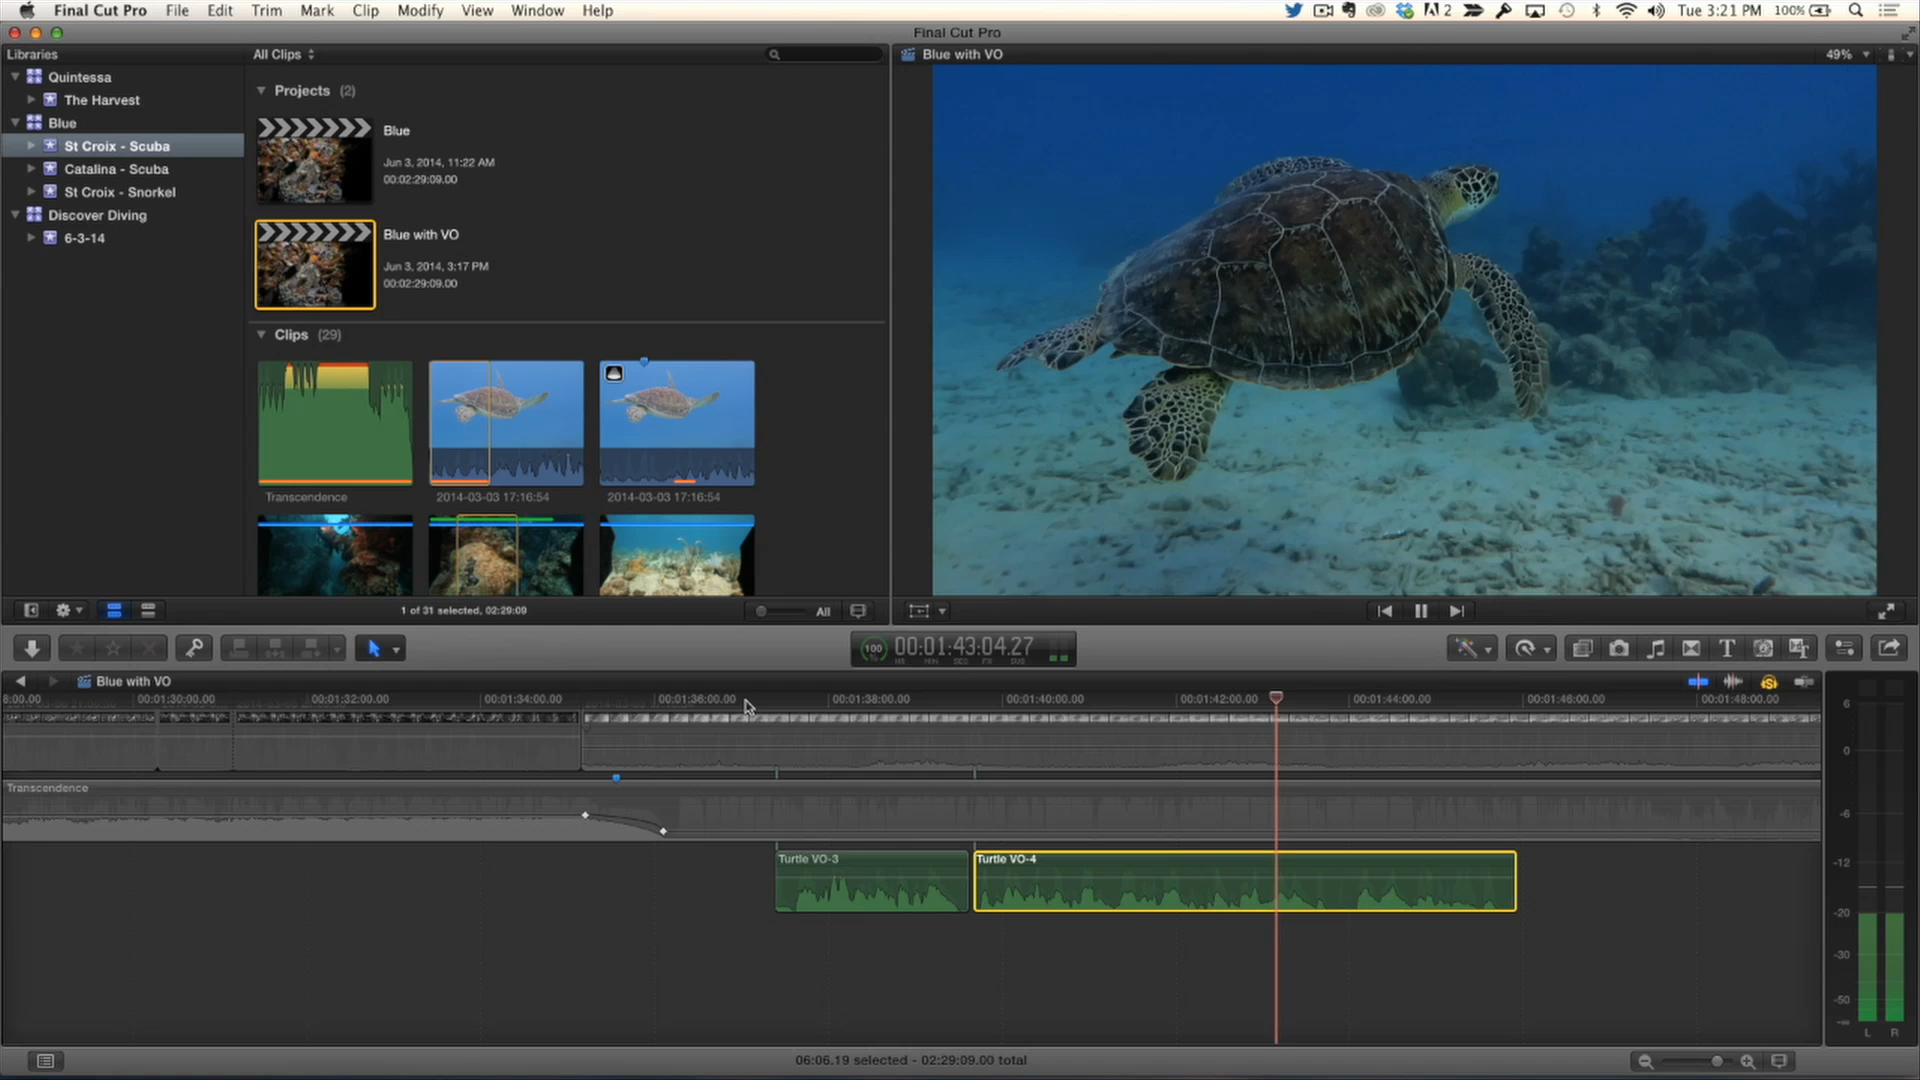 Final Cut Pro File Edit Trim Mark Clip Modify View Window Help 2 Tue 3:21 PM 100%
Final Cut Pro
Libraries
All Clips
Blue with VO
49%
Quintessa
The Harvest
Blue
St Croix - Scuba
Catalina - Scuba
St Croix - Snorkel
Discover Diving
6-3-14
Projects (2)
Blue
Jun 3, 2014, 11:22 AM
00:02:29:09.00
Blue with VO
Jun 3, 2014, 3:17 PM
00:02:29:09.00
Clips (29)
Transcendence
2014-03-03 17:16:54
2014-03-03 17:16:54
1 of 31 selected, 02:29:09
All
100
%
00:01:43:04.27
HR MIN SEC FR SUB
T
Blue with VO
8:00.00 00:01:30:00.00 00:01:32:00.00 00:01:34:00.00 00:01:36:00.00 00:01:38:00.00 00:01:40:00.00 00:01:42:00.00 00:01:44:00.00 00:01:46:00.00 00:01:48:00.00
Transcendence
Turtle VO-3
Turtle VO-4
6
0
-6
-12
-20
-30
-50
-∞
L R
06:06.19 selected - 02:29:09.00 total